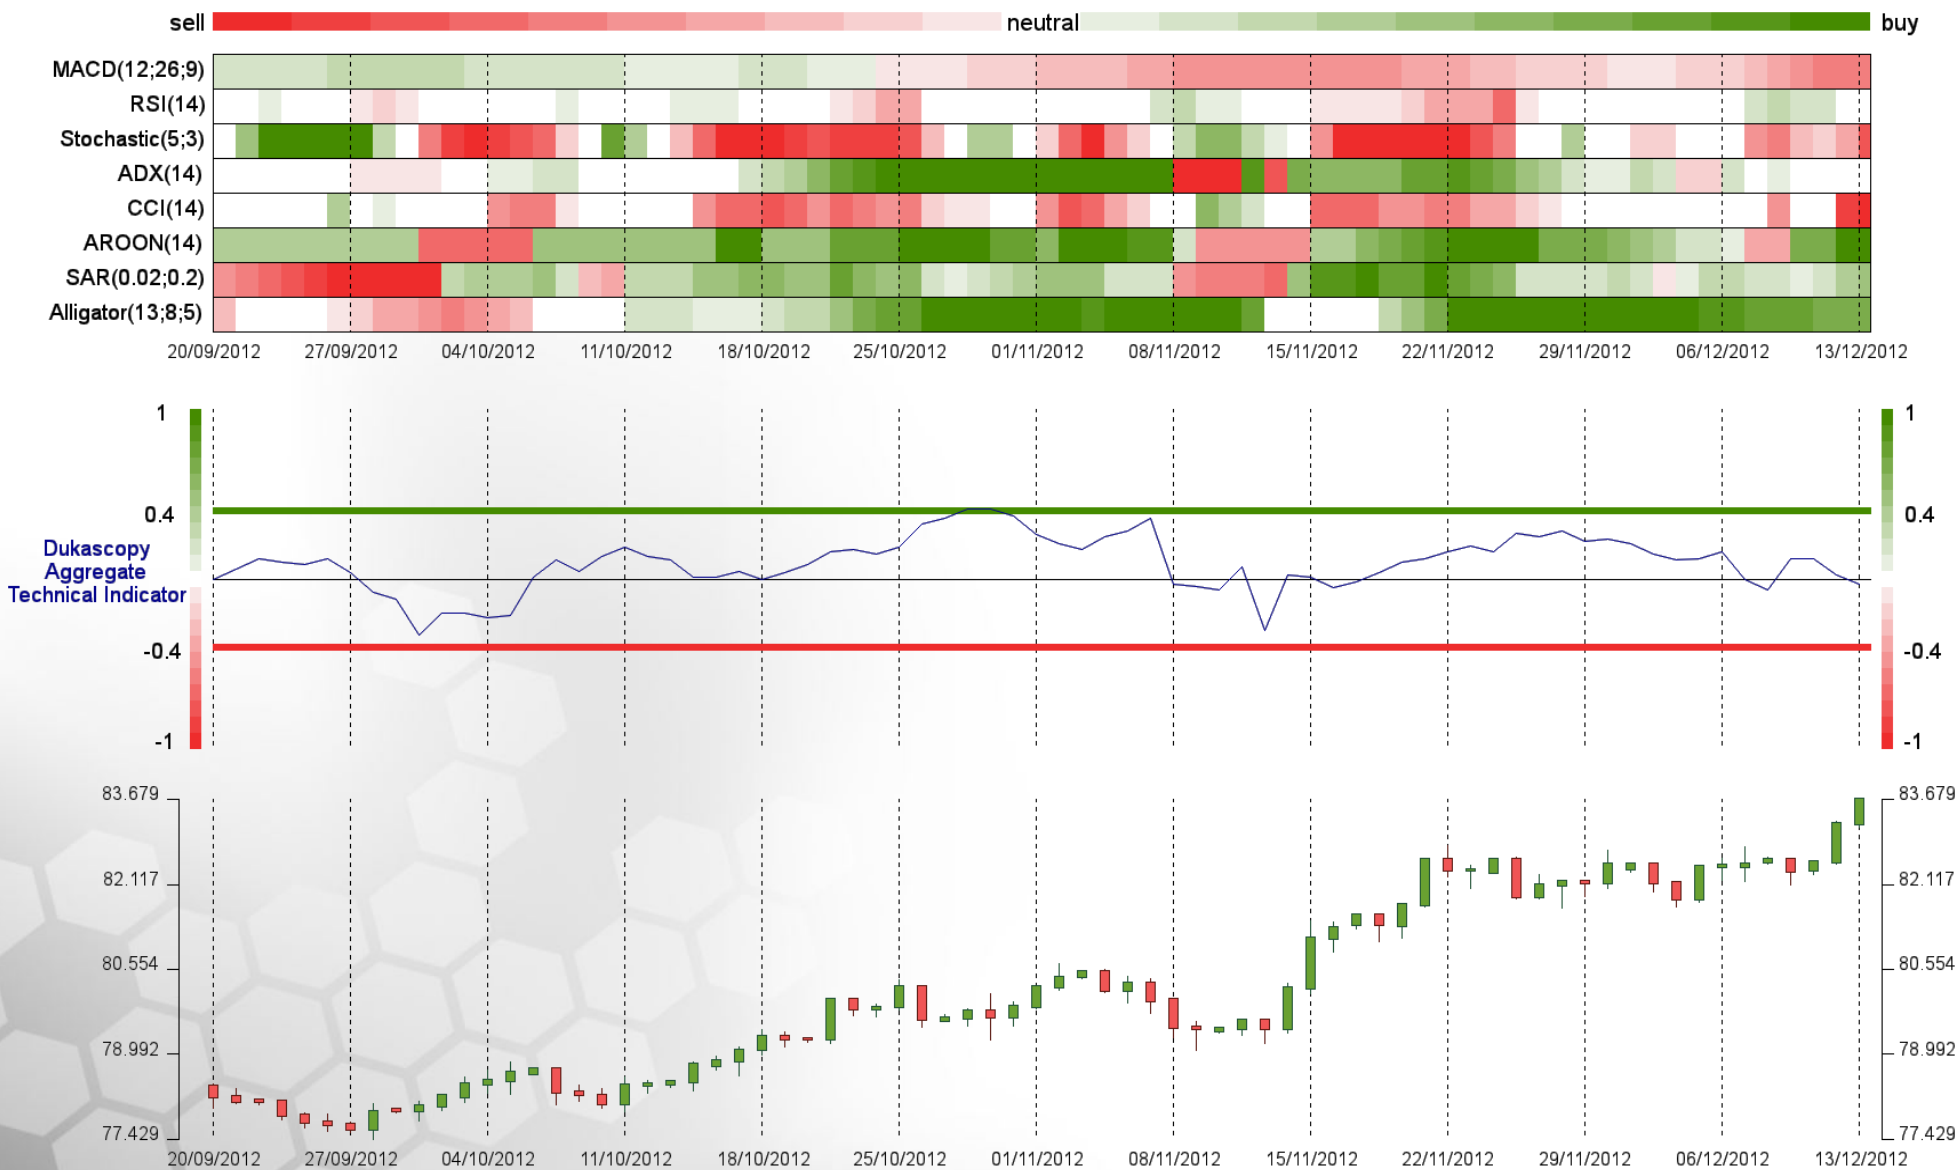 sell neutral buy
MACD(12;26;9)
RSI(14)
Stochastic(5;3)
ADX(14)
CCI(14)
AROON(14)
SAR(0.02;0.2)
Alligator(13;8;5)
20/09/2012 27/09/2012 04/10/2012 11/10/2012 18/10/2012 25/10/2012 01/11/2012 08/11/2012 15/11/2012 22/11/2012 29/11/2012 06/12/2012 13/12/2012
1 1
0.4 0.4
Dukascopy
Aggregate
Technical Indicator
-0.4 -0.4
-1 -1
83.679 83.679
82.117 82.117
80.554 80.554
78.992 78.992
77.429 77.429
20/09/2012 27/09/2012 04/10/2012 11/10/2012 18/10/2012 25/10/2012 01/11/2012 08/11/2012 15/11/2012 22/11/2012 29/11/2012 06/12/2012 13/12/2012